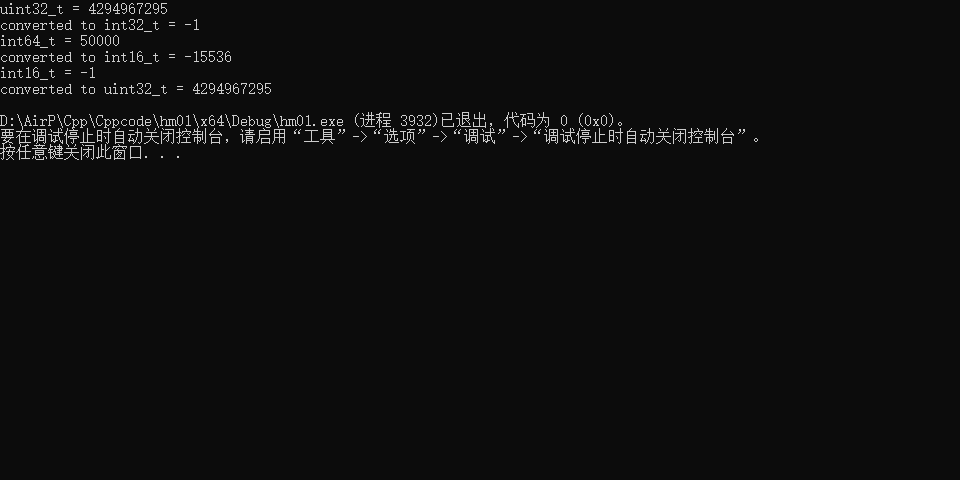 uint32_t = 4294967295
converted to int32_t = -1
int64_t = 50000
converted to int16_t = -15536
int16_t = -1
converted to uint32_t = 4294967295
D:\AirP\Cpp\Cppcode\hm01\x64\Debug\hm01.exe (进程 3932)已退出，代码为 0 (0x0)。
要在调试停止时自动关闭控制台，请启用“工具”->“选项”->“调试”->“调试停止时自动关闭控制台”。
按任意键关闭此窗口. . .